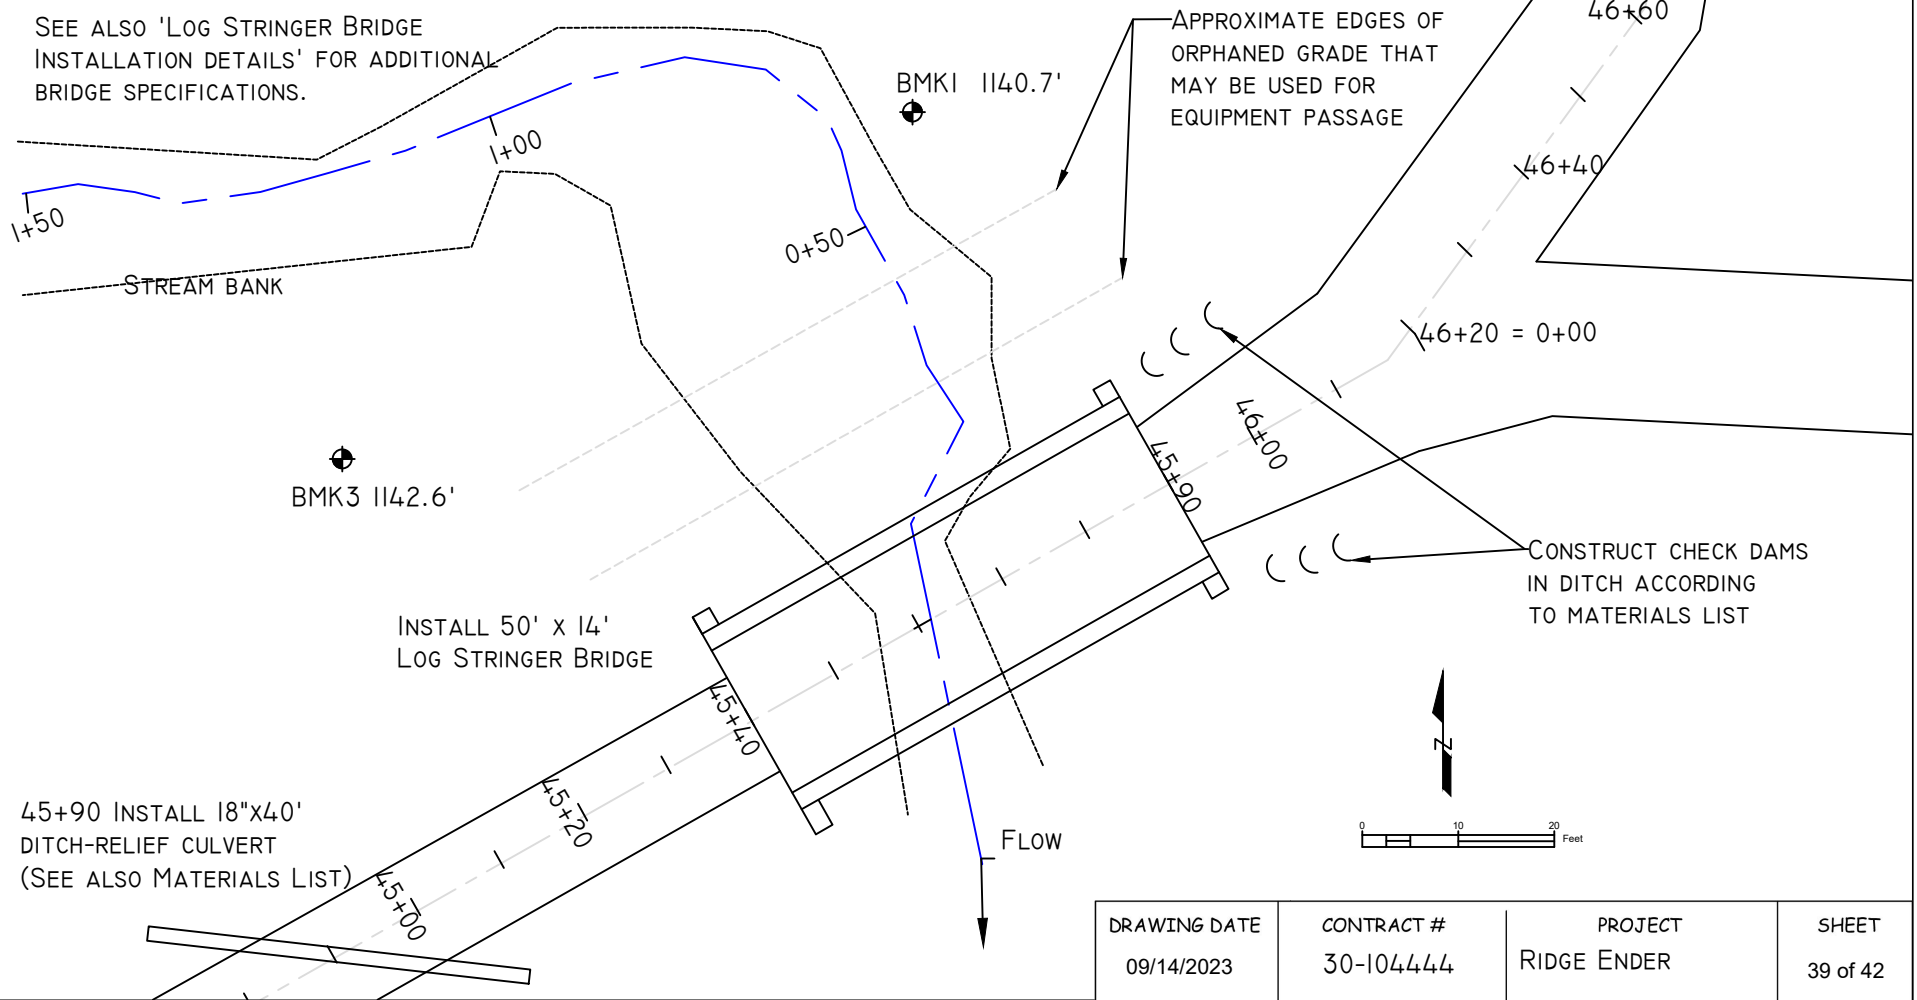 SEE ALSO 'LOG STRINGER BRIDGE
INSTALLATION DETAILS' FOR ADDITIONAL
BRIDGE SPECIFICATIONS.
APPROXIMATE EDGES OF
ORPHANED GRADE THAT
MAY BE USED FOR
EQUIPMENT PASSAGE
46+60
BMK1 1140.7'
1+00
46+40
1+50
0+50
STREAM BANK
46+20 = 0+00
46+00
45+90
BMK3 1142.6'
CONSTRUCT CHECK DAMS
IN DITCH ACCORDING
TO MATERIALS LIST
INSTALL 50' X 14'
LOG STRINGER BRIDGE
45+40
N
45+20
45+90 INSTALL 18"X40'
DITCH-RELIEF CULVERT
(SEE ALSO MATERIALS LIST)
45+00
FLOW
0 10 20
Feet
DRAWING DATE
09/14/2023
CONTRACT #
30-104444
PROJECT
RIDGE ENDER
SHEET
39 of 42